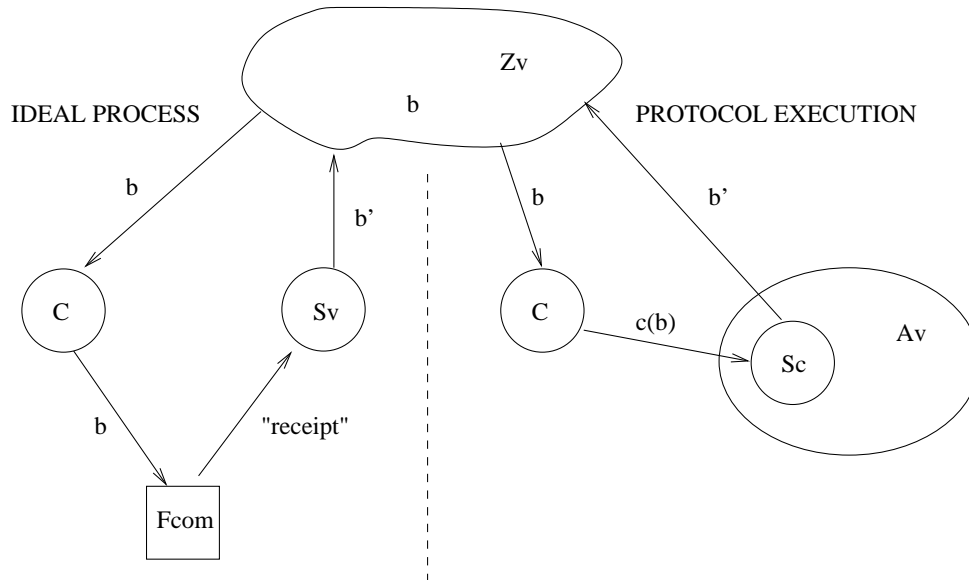 Zv
b
IDEAL PROCESS
PROTOCOL EXECUTION
b
b'
b
b'
C
Sv
C
c(b)
Av
Sc
b
"receipt"
Fcom